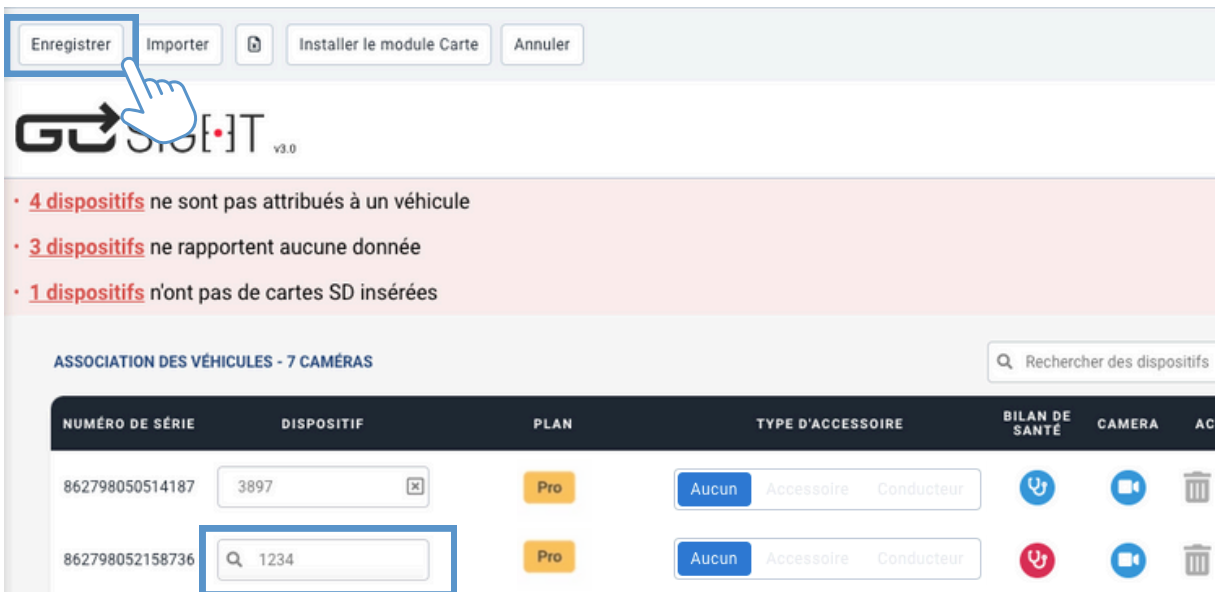 Enregistrer Importer Installer le module Carte Annuler
GO SIGHT v3.0
• 4 dispositifs ne sont pas attribués à un véhicule
• 3 dispositifs ne rapportent aucune donnée
• 1 dispositifs n'ont pas de cartes SD insérées
ASSOCIATION DES VÉHICULES - 7 CAMÉRAS Rechercher des dispositifs
NUMÉRO DE SÉRIE DISPOSITIF PLAN TYPE D'ACCESSOIRE BILAN DE SANTÉ CAMERA AC
862798050514187 3897 Pro Aucun Accessoire Conducteur
862798052158736 1234 Pro Aucun Accessoire Conducteur